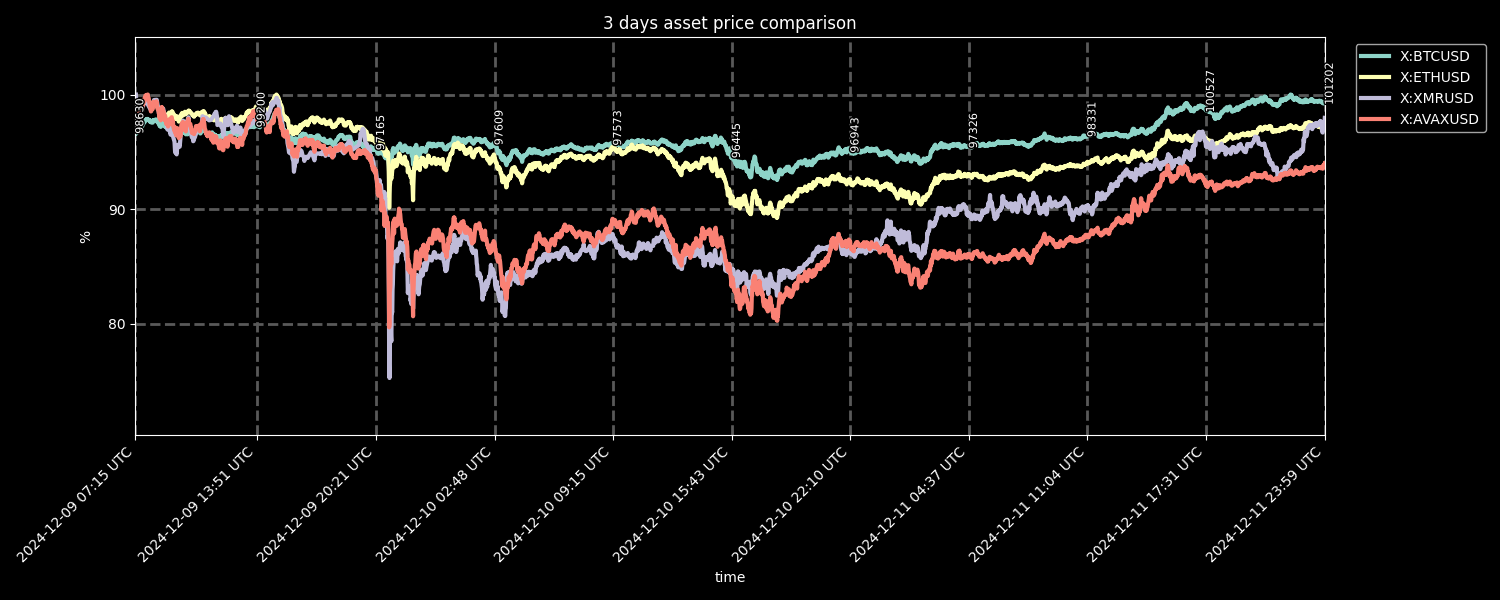 3 days asset price comparison
X:BTCUSD
X:ETHUSD
X:XMRUSD
X:AVAXUSD
100
90
80
%
98630
99200
97165
97609
97573
96445
96943
97326
98331
100527
101202
2024-12-09 07:15 UTC
2024-12-09 13:51 UTC
2024-12-09 20:21 UTC
2024-12-10 02:48 UTC
2024-12-10 09:15 UTC
2024-12-10 15:43 UTC
2024-12-10 22:10 UTC
2024-12-11 04:37 UTC
2024-12-11 11:04 UTC
2024-12-11 17:31 UTC
2024-12-11 23:59 UTC
time